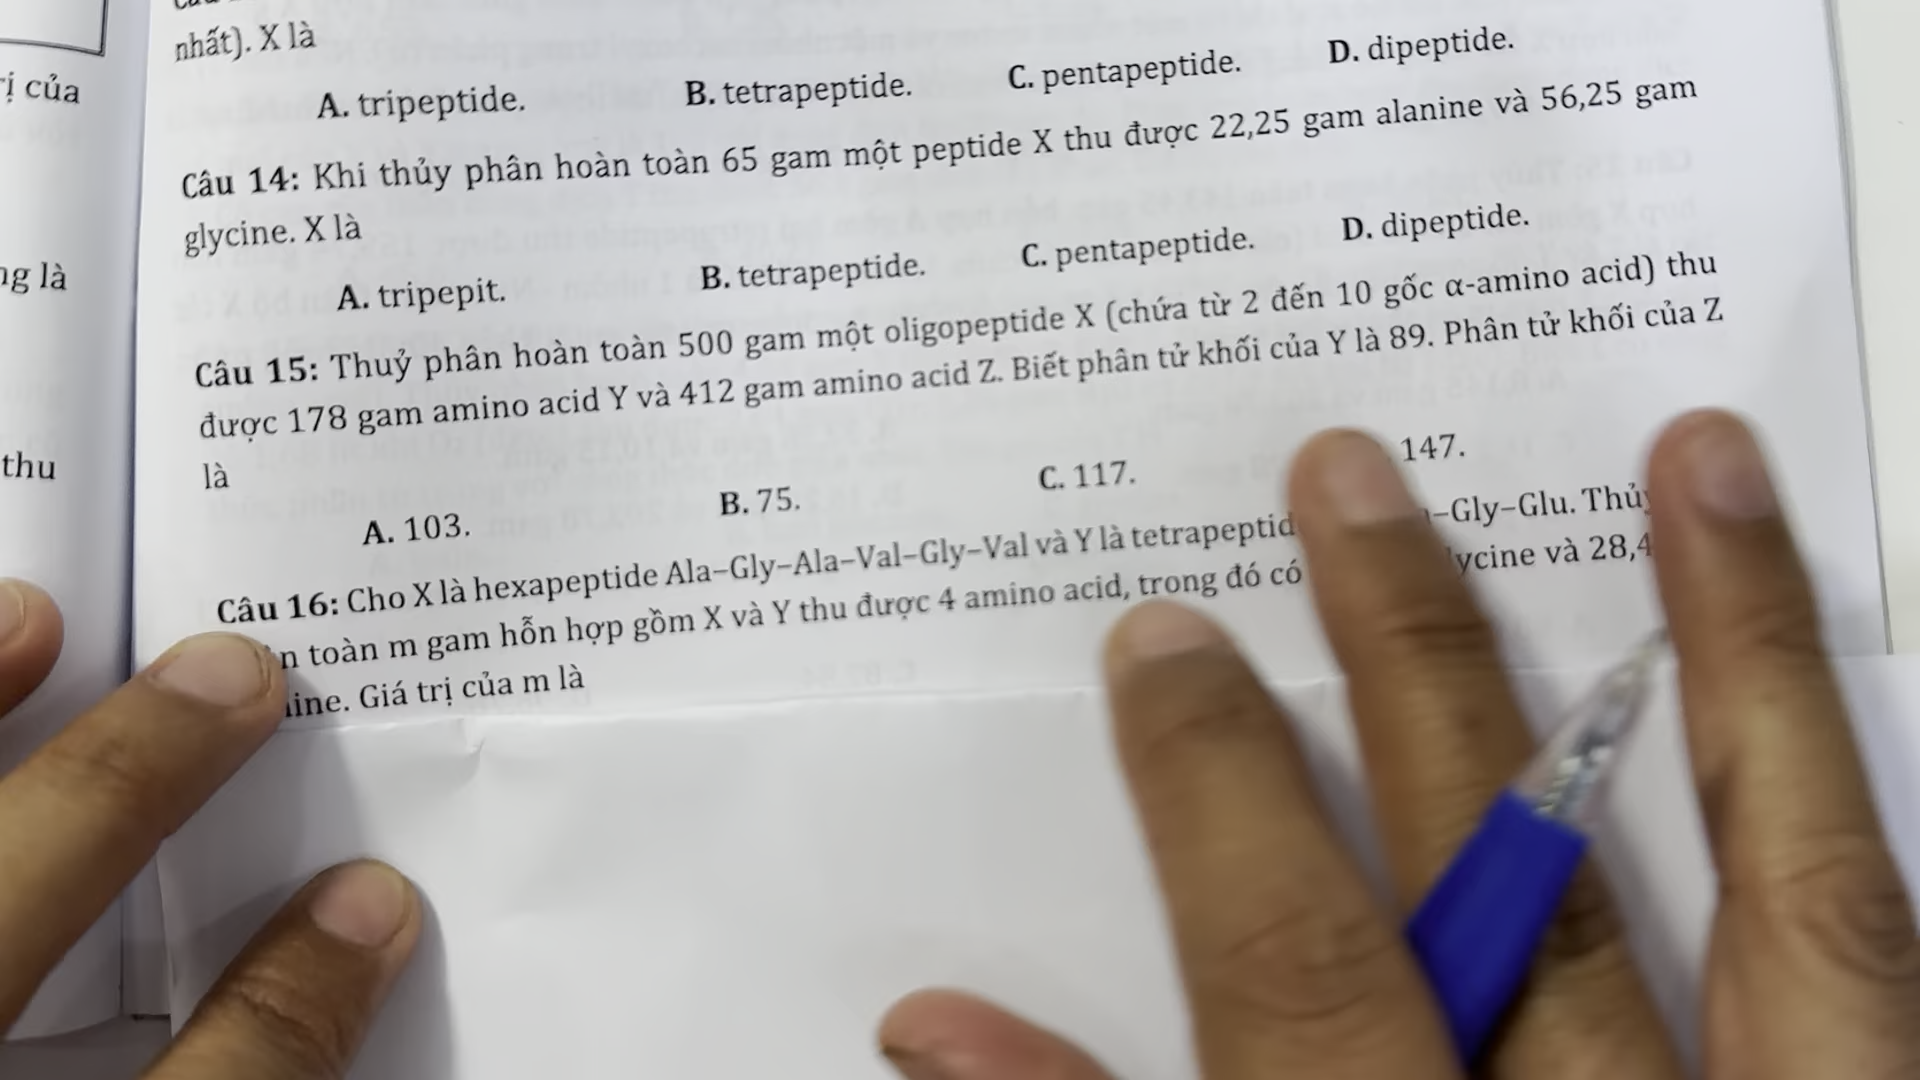 rị của
ng là
thu
nhất). X là
A. tripeptide. B. tetrapeptide. C. pentapeptide. D. dipeptide.
Câu 14: Khi thủy phân hoàn toàn 65 gam một peptide X thu được 22,25 gam alanine và 56,25 gam
glycine. X là
A. tripepit. B. tetrapeptide. C. pentapeptide. D. dipeptide.
Câu 15: Thuỷ phân hoàn toàn 500 gam một oligopeptide X (chứa từ 2 đến 10 gốc α-amino acid) thu
được 178 gam amino acid Y và 412 gam amino acid Z. Biết phân tử khối của Y là 89. Phân tử khối của Z
là
A. 103. B. 75. C. 117. 147.
Câu 16: Cho X là hexapeptide Ala–Gly–Ala–Val–Gly–Val và Y là tetrapeptid –Gly–Glu. Thủy
n toàn m gam hỗn hợp gồm X và Y thu được 4 amino acid, trong đó có ycine và 28,4
ine. Giá trị của m là